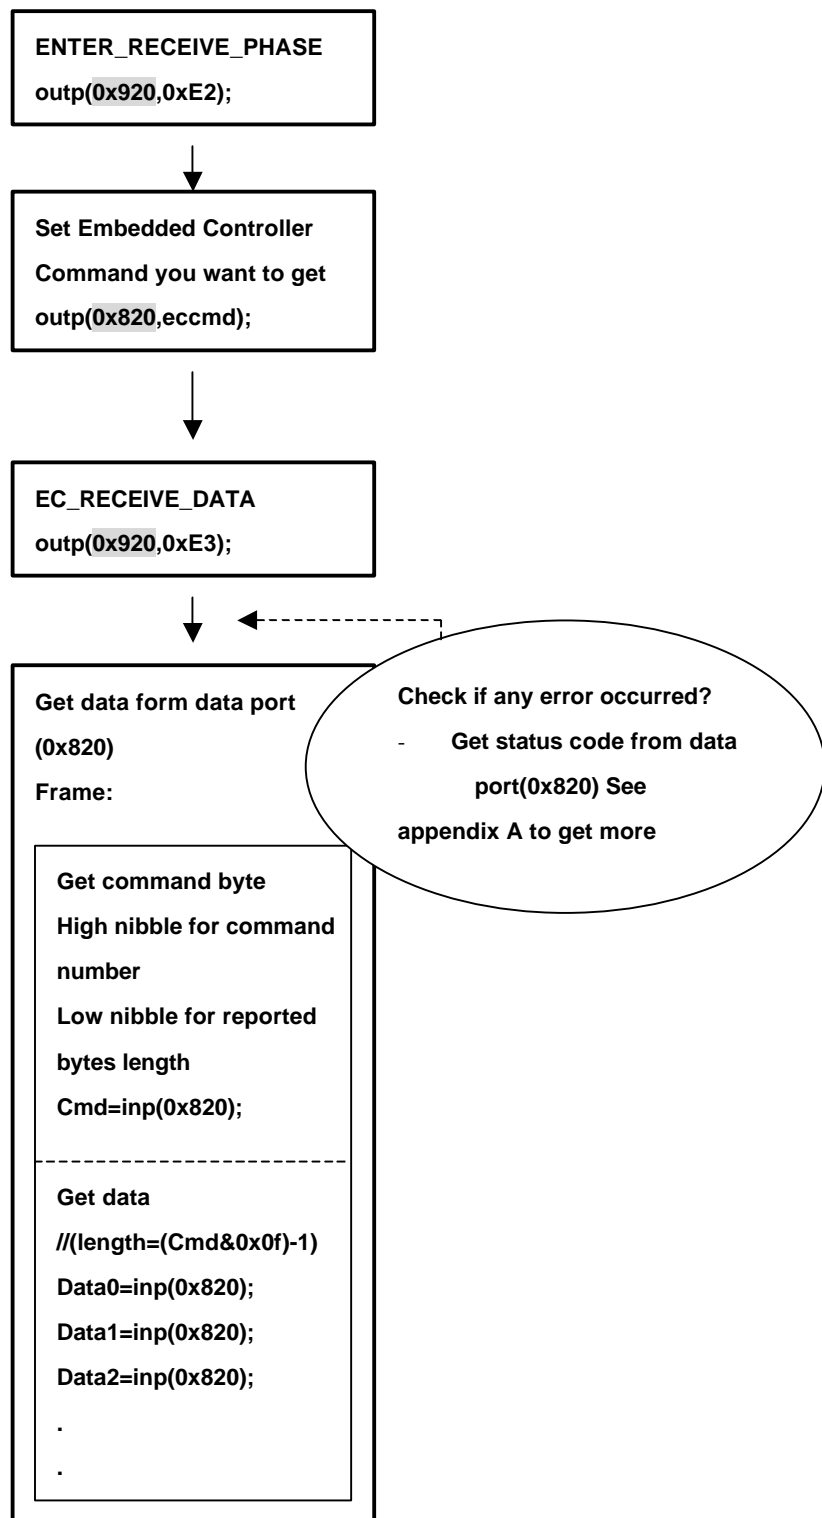 ENTER_RECEIVE_PHASE
outp(0x920,0xE2);
Set Embedded Controller
Command you want to get
outp(0x820,eccmd);
EC_RECEIVE_DATA
outp(0x920,0xE3);
Get data form data port
(0x820)
Frame:
Check if any error occurred?
- Get status code from data
port(0x820) See
appendix A to get more
Get command byte
High nibble for command
number
Low nibble for reported
bytes length
Cmd=inp(0x820);
Get data
//(length=(Cmd&0x0f)-1)
Data0=inp(0x820);
Data1=inp(0x820);
Data2=inp(0x820);
.
.